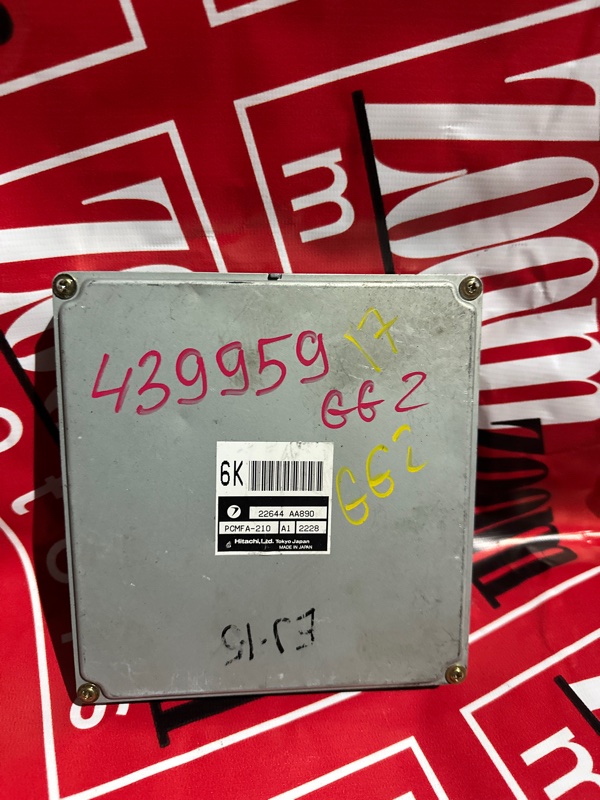 m
100m
439959
17
GG2
GG2
6K
22644 AA890
PCMFA-210 A1 2228
Hitachi,Ltd. Tokyo Japan
MADE IN JAPAN
EJ-15
m